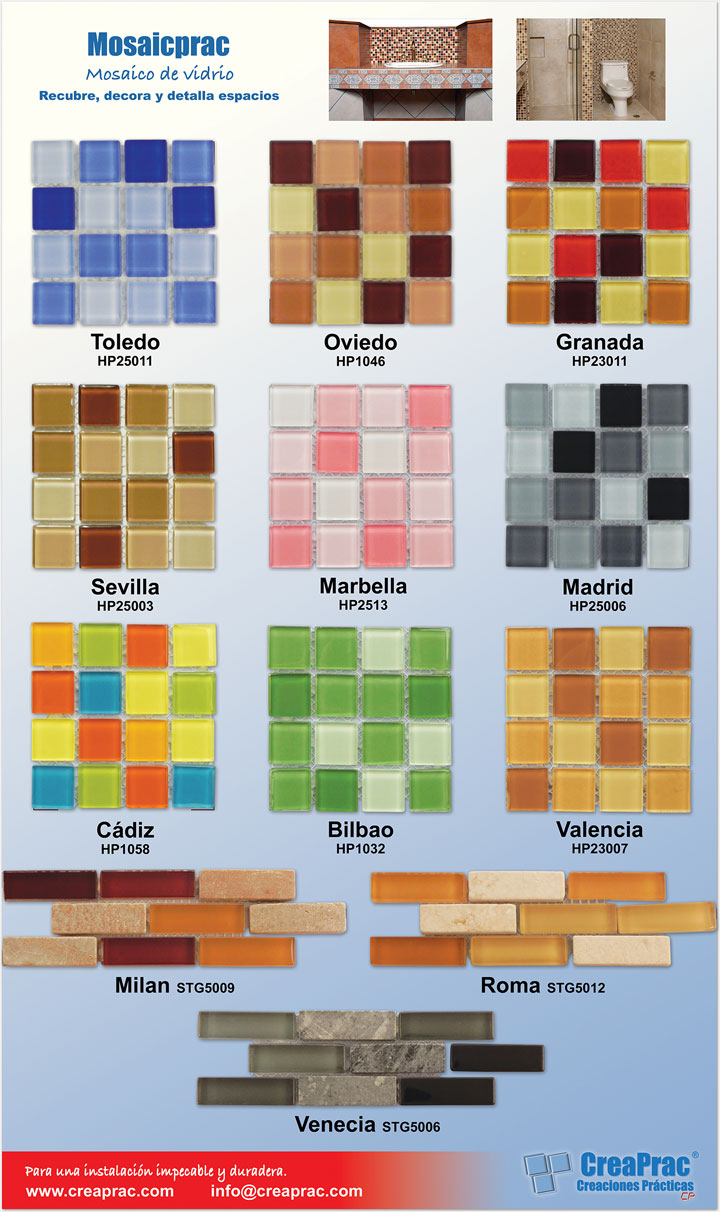 Mosaicprac
Mosaico de vidrio
Recubre, decora y detalla espacios
Toledo
HP25011
Oviedo
HP1046
Granada
HP23011
Sevilla
HP25003
Marbella
HP2513
Madrid
HP25006
Cádiz
HP1058
Bilbao
HP1032
Valencia
HP23007
Milan STG5009
Roma STG5012
Venecia STG5006
Para una instalación impecable y duradera.
www.creaprac.com info@creaprac.com
CreaPrac®
Creaciones Prácticas
CP